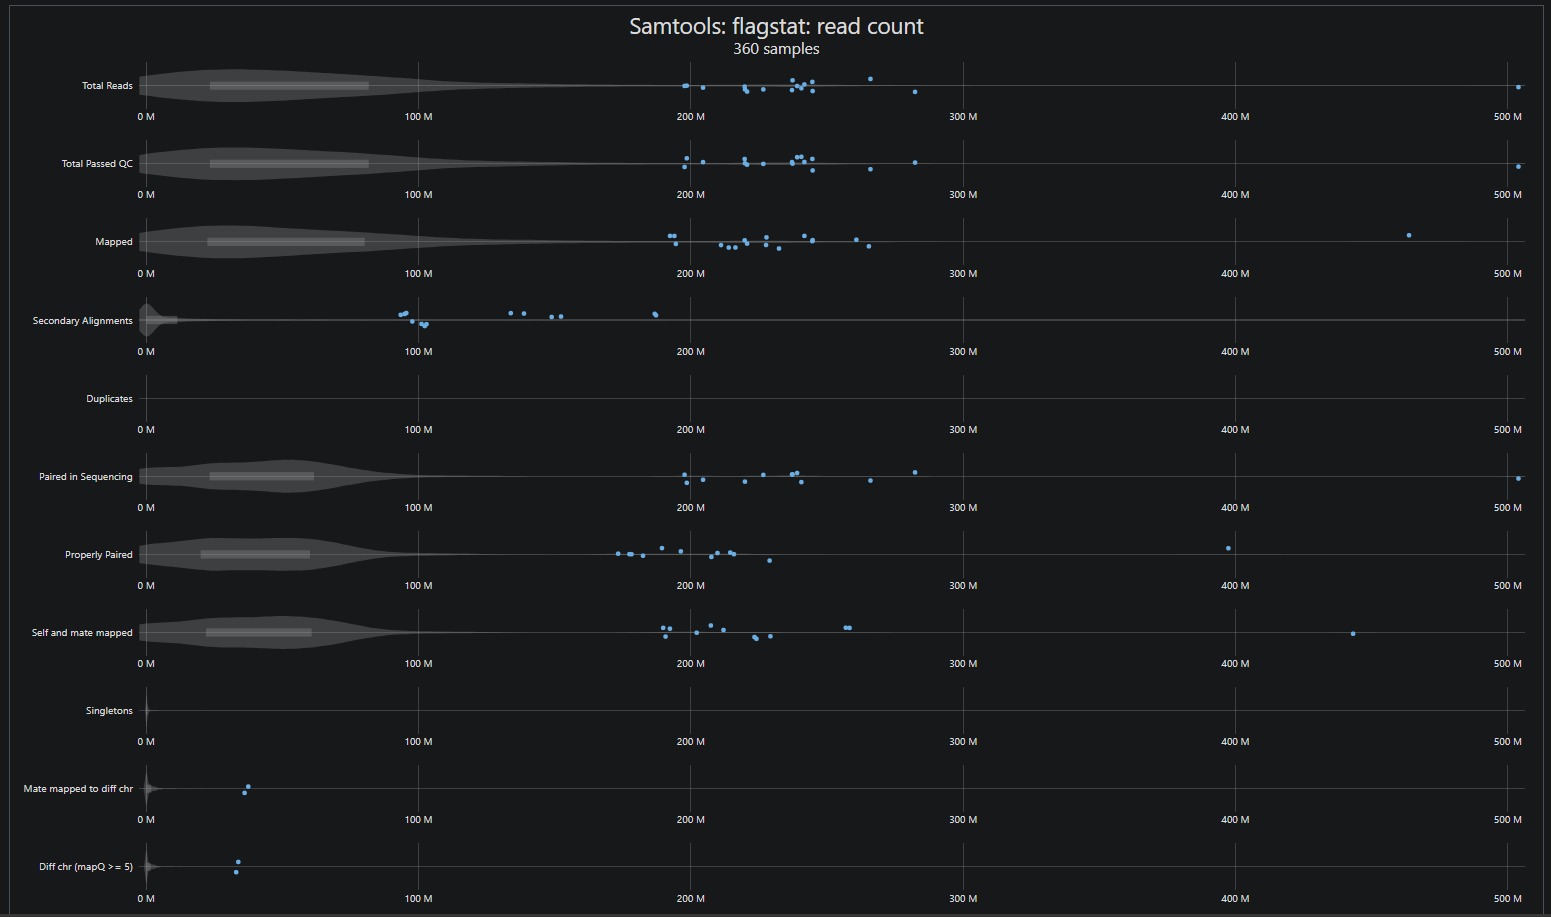 Samtools: flagstat: read count
360 samples
Total Reads
0 M 100 M 200 M 300 M 400 M 500 M
Total Passed QC
0 M 100 M 200 M 300 M 400 M 500 M
Mapped
0 M 100 M 200 M 300 M 400 M 500 M
Secondary Alignments
0 M 100 M 200 M 300 M 400 M 500 M
Duplicates
0 M 100 M 200 M 300 M 400 M 500 M
Paired in Sequencing
0 M 100 M 200 M 300 M 400 M 500 M
Properly Paired
0 M 100 M 200 M 300 M 400 M 500 M
Self and mate mapped
0 M 100 M 200 M 300 M 400 M 500 M
Singletons
0 M 100 M 200 M 300 M 400 M 500 M
Mate mapped to diff chr
0 M 100 M 200 M 300 M 400 M 500 M
Diff chr (mapQ >= 5)
0 M 100 M 200 M 300 M 400 M 500 M